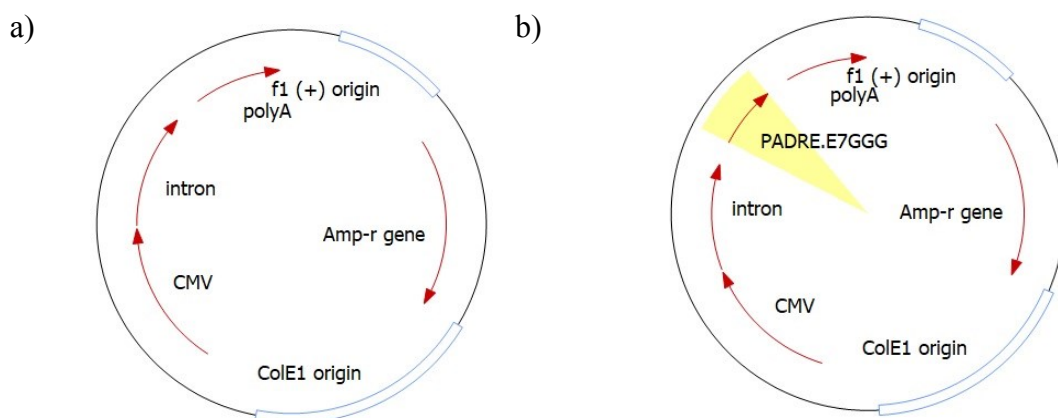 a)
f1 (+) origin
polyA
intron
Amp-r gene
CMV
ColE1 origin
b)
f1 (+) origin
polyA
PADRE.E7GGG
intron
Amp-r gene
CMV
ColE1 origin